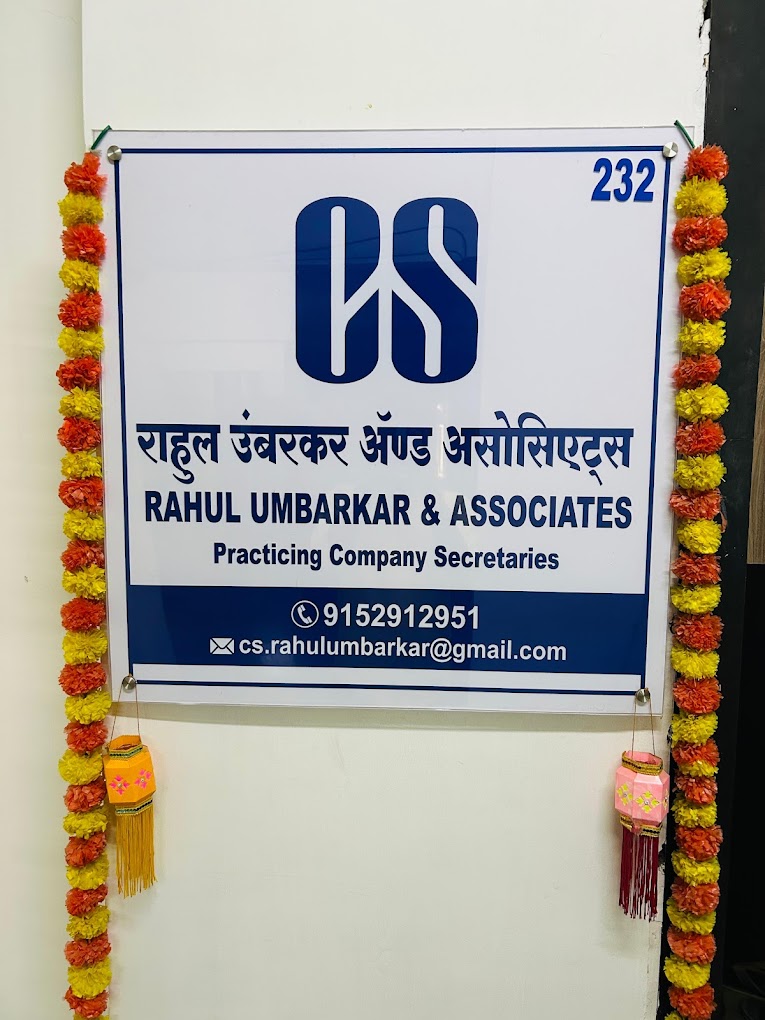 232
CS
राहुल उंबरकर ॲण्ड असोसिएट्स
RAHUL UMBARKAR & ASSOCIATES
Practicing Company Secretaries
9152912951
cs.rahulumbarkar@gmail.com